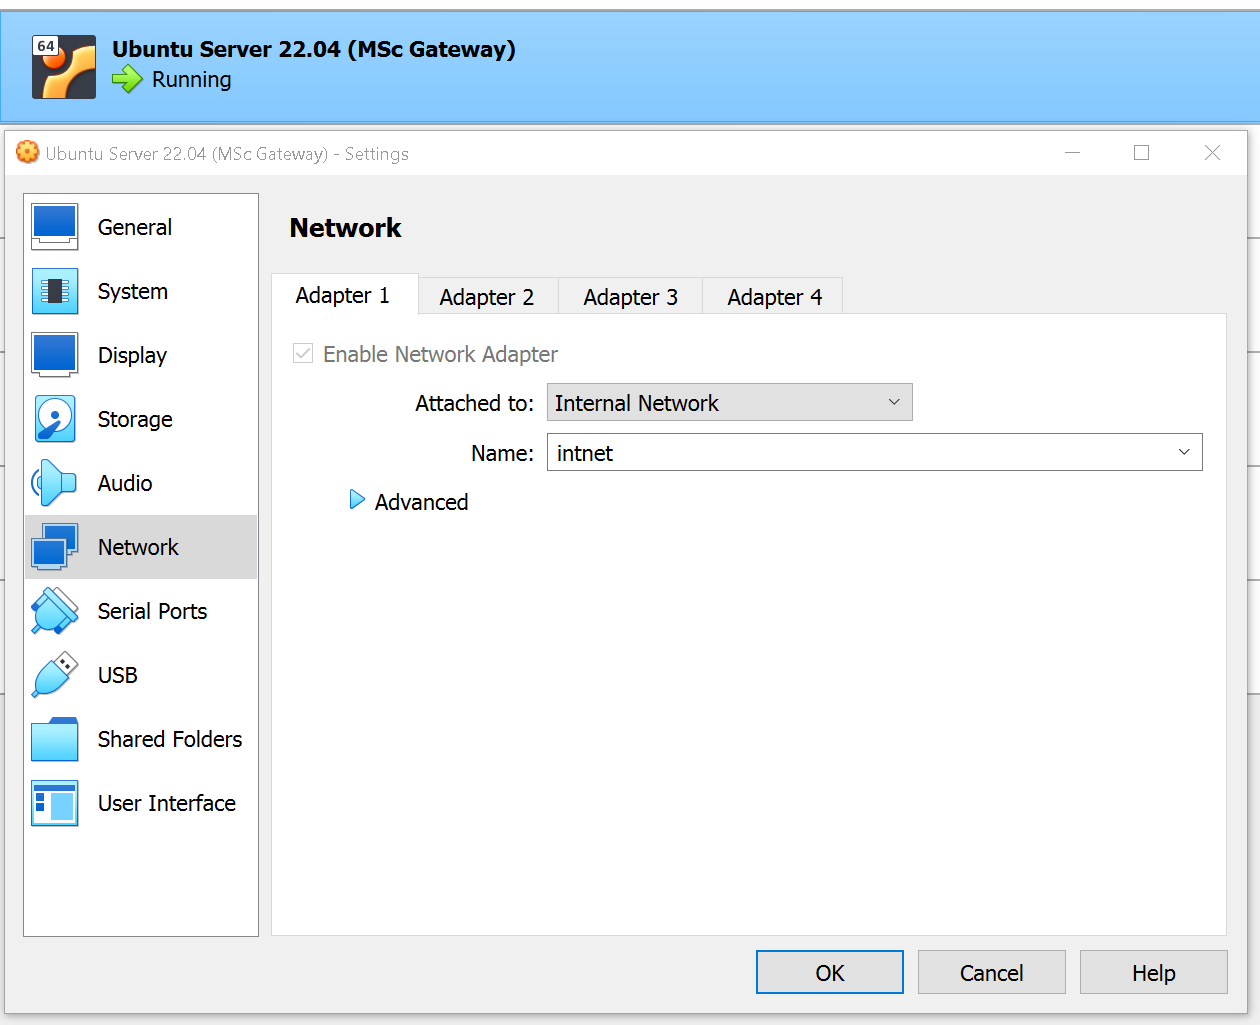 64
Ubuntu Server 22.04 (MSc Gateway)
Running
Ubuntu Server 22.04 (MSc Gateway) - Settings
General
System
Display
Storage
Audio
Network
Serial Ports
USB
Shared Folders
User Interface
Network
Adapter 1 Adapter 2 Adapter 3 Adapter 4
Enable Network Adapter
Attached to: Internal Network
Name: intnet
Advanced
OK Cancel Help